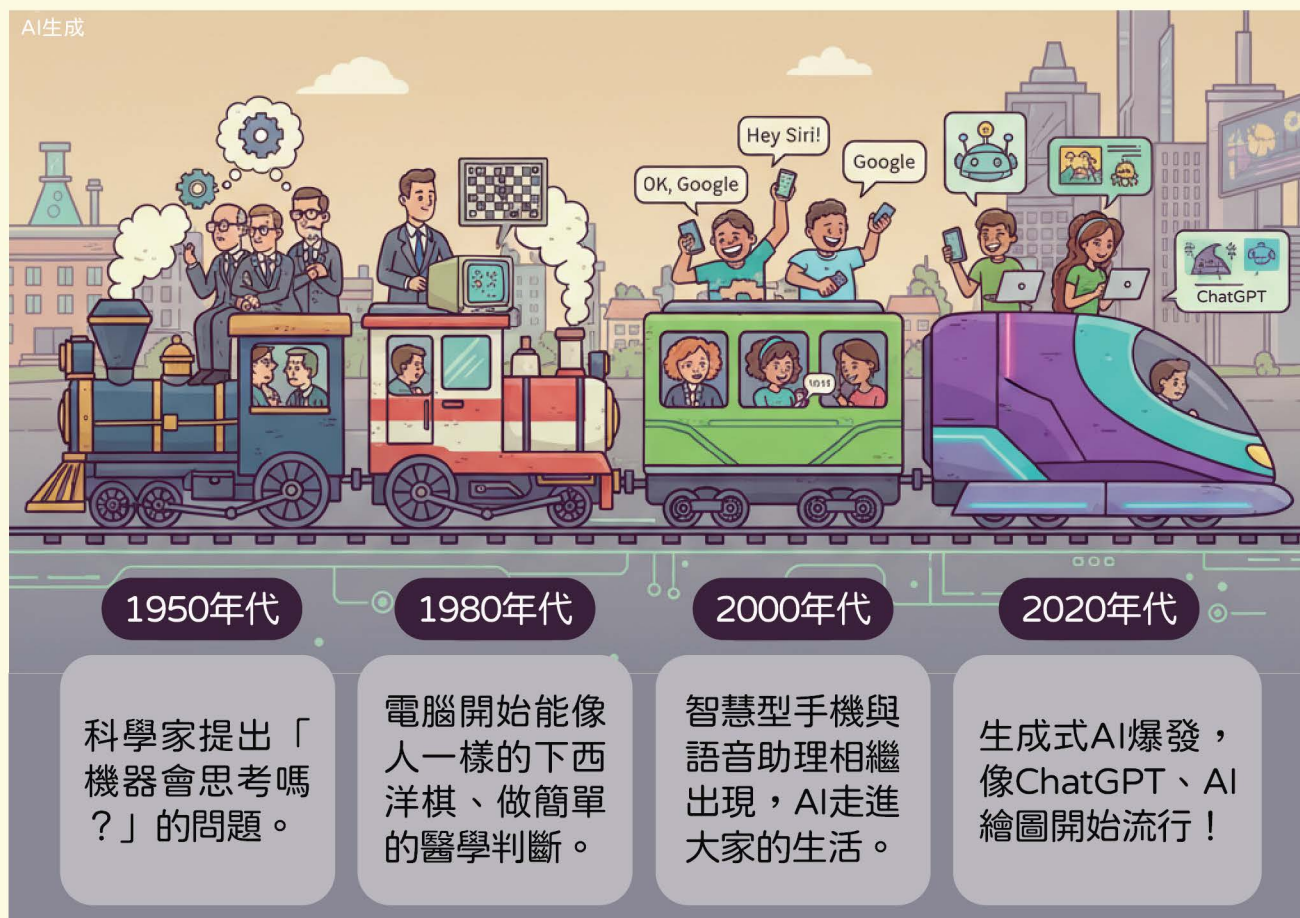 AI生成
OK, Google
Hey Siri!
Google
ChatGPT
1950年代
科學家提出「
機器會思考嗎
？」的問題。
1980年代
電腦開始能像
人一樣的下西
洋棋、做簡單
的醫學判斷。
2000年代
智慧型手機與
語音助理相繼
出現，AI走進
大家的生活。
2020年代
生成式AI爆發，
像ChatGPT、AI
繪圖開始流行！